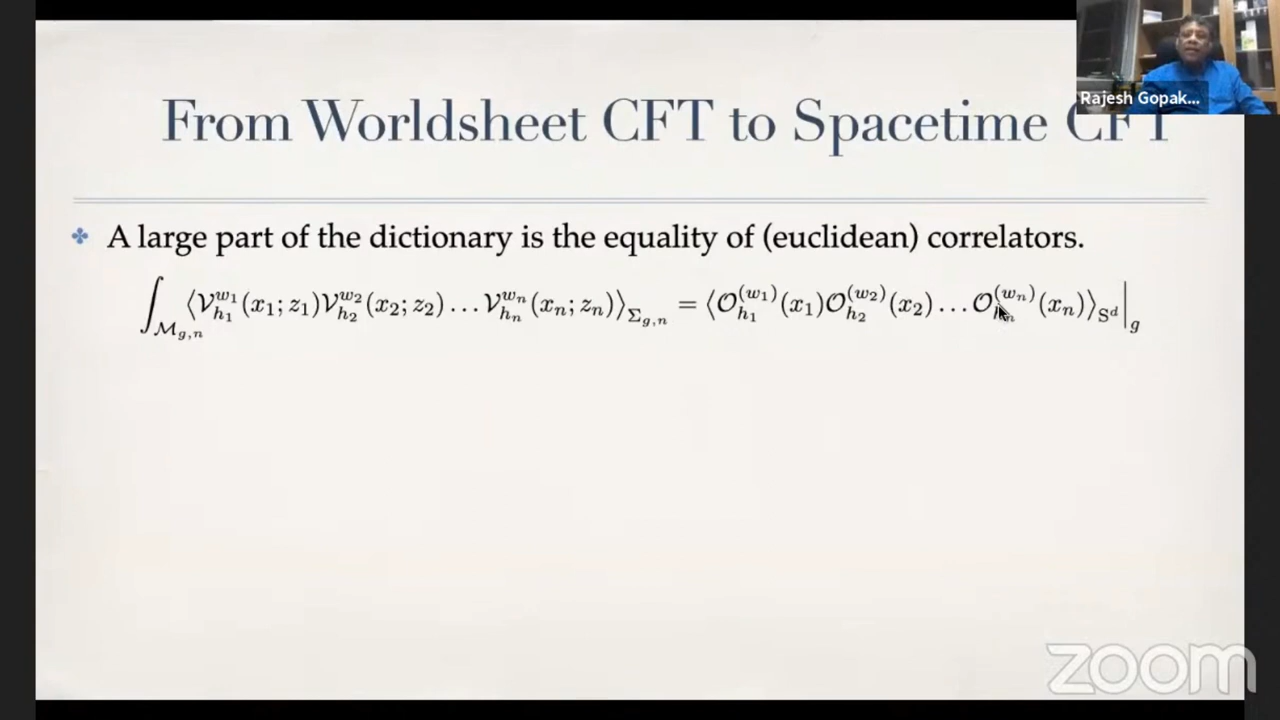 From Worldsheet CFT to Spacetime CFT
Rajesh Gopak...
A large part of the dictionary is the equality of (euclidean) correlators.
∫_{𝓜_{g,n}} ⟨𝒱^{w_1}_{h_1}(x_1; z_1)𝒱^{w_2}_{h_2}(x_2; z_2) … 𝒱^{w_n}_{h_n}(x_n; z_n)⟩_{Σ_{g,n}} = ⟨𝒪^{(w_1)}_{h_1}(x_1)𝒪^{(w_2)}_{h_2}(x_2) … 𝒪^{(w_n)}_{h_n}(x_n)⟩_{S^d}|_g
zoom